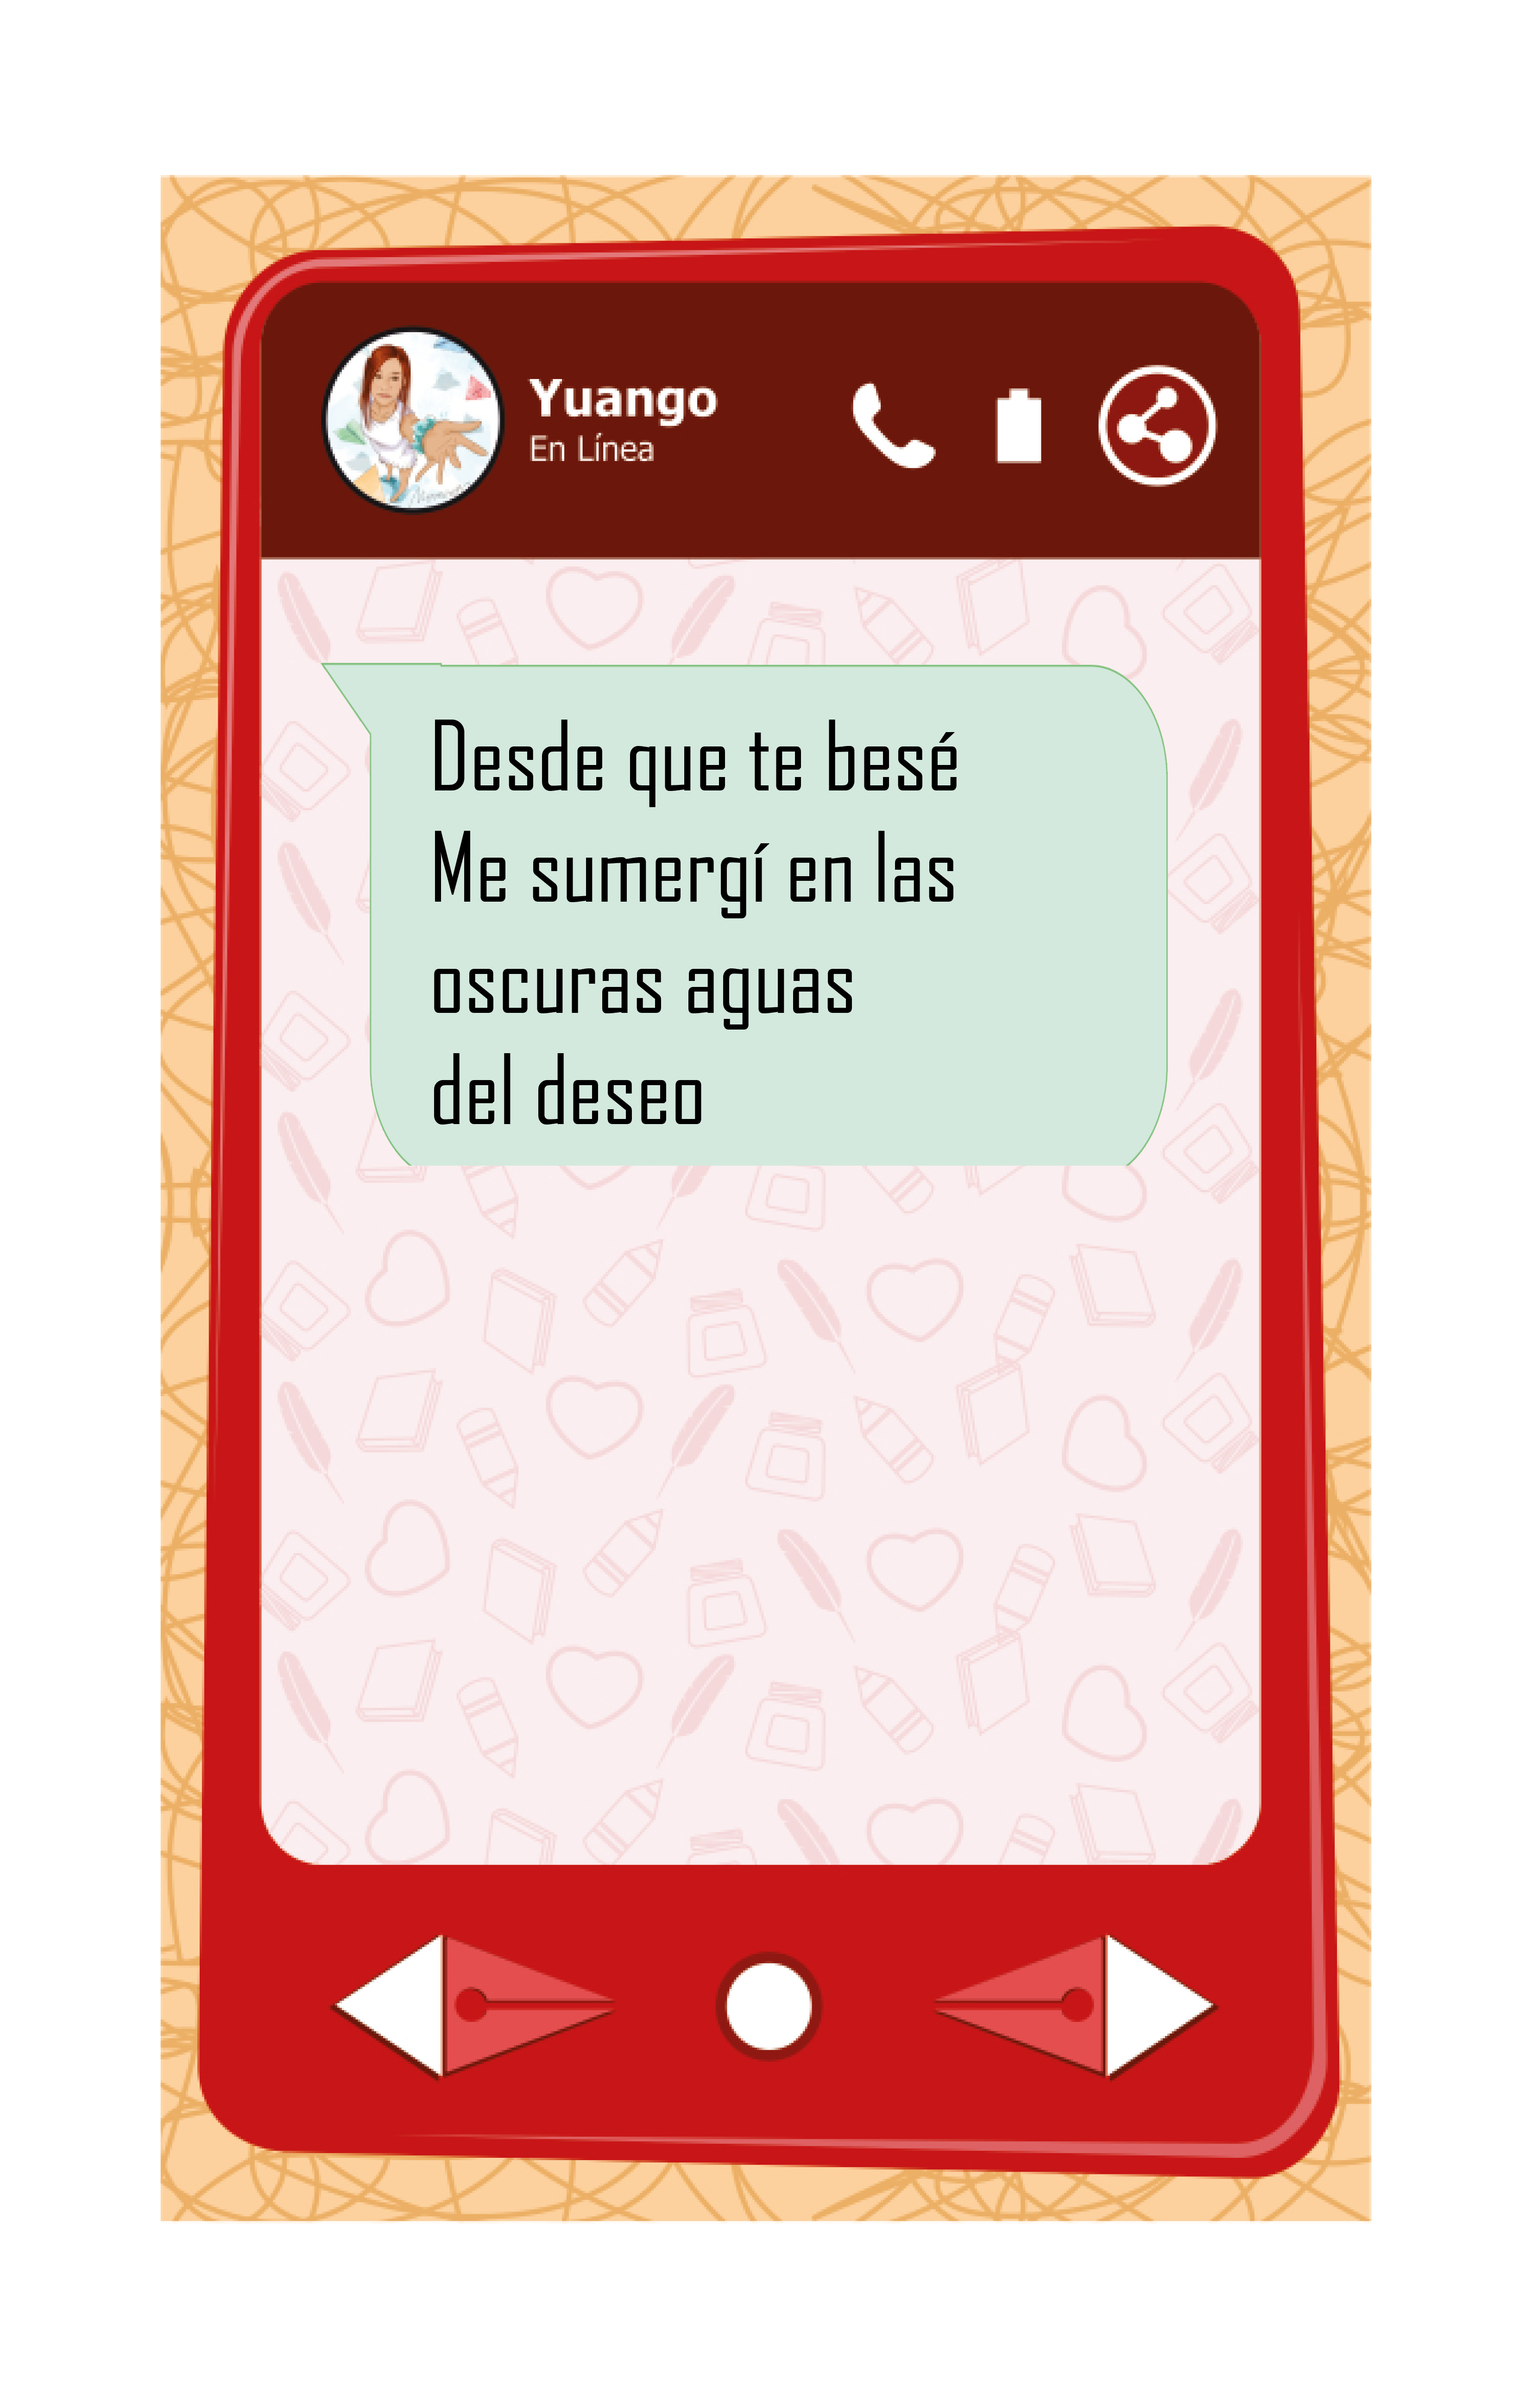 Yuango
En Línea
Desde que te besé
Me sumergí en las
oscuras aguas
del deseo